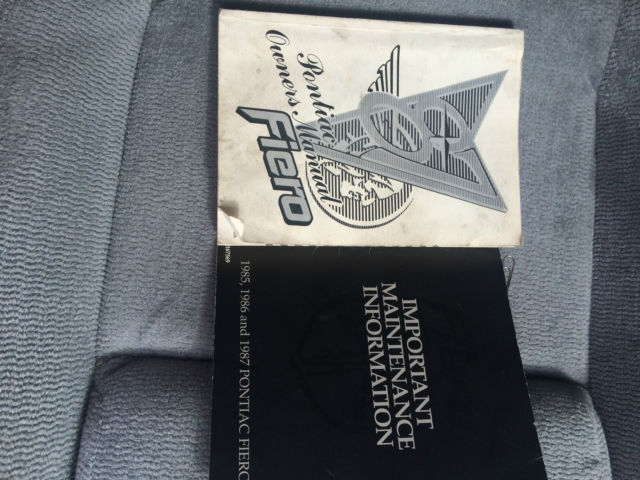 Pontiac
Owners Manual
Fiero
IMPORTANT
MAINTENANCE
INFORMATION
1985, 1986 and 1987 PONTIAC FIERO